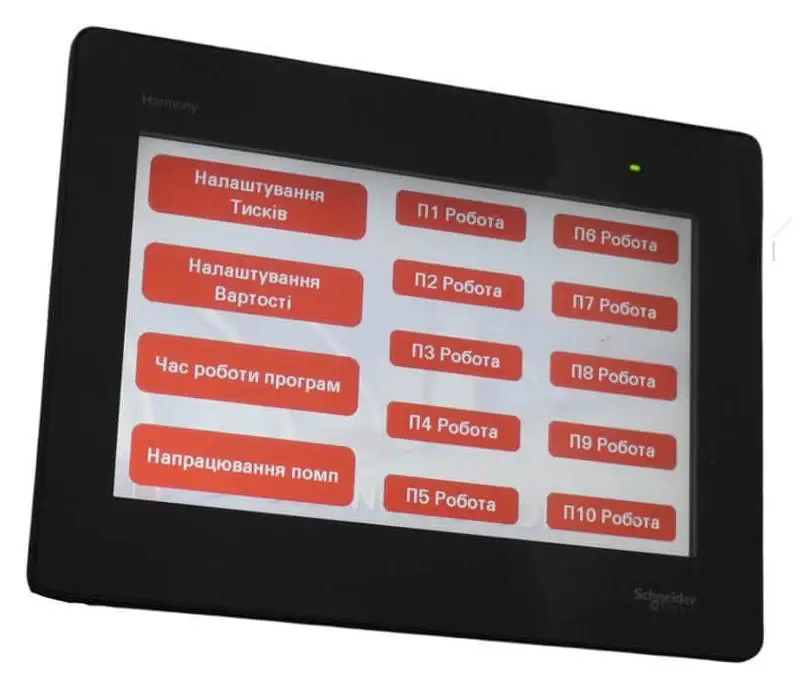 Harmony
Налаштування
Тисків
Налаштування
Вартості
Час роботи програм
Напрацювання помп
П1 Робота
П2 Робота
П3 Робота
П4 Робота
П5 Робота
П6 Робота
П7 Робота
П8 Робота
П9 Робота
П10 Робота
Schneider